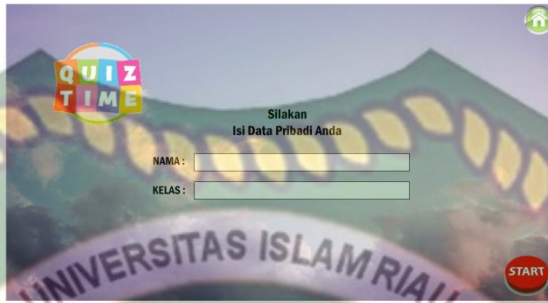 QUIZ
TIME
Silakan
Isi Data Pribadi Anda
NAMA :
KELAS :
UNIVERSITAS ISLAM RIAU
START